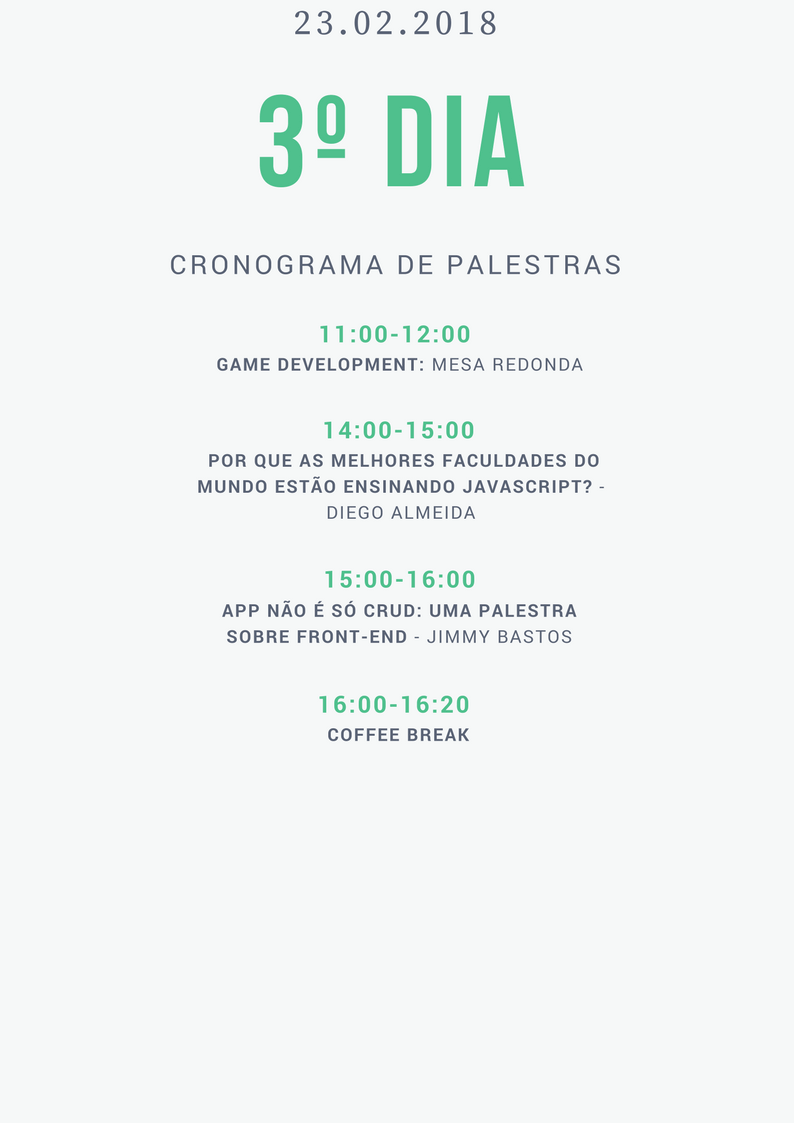 23.02.2018
3º DIA
CRONOGRAMA DE PALESTRAS
11:00-12:00
GAME DEVELOPMENT: MESA REDONDA
14:00-15:00
POR QUE AS MELHORES FACULDADES DO
MUNDO ESTÃO ENSINANDO JAVASCRIPT? -
DIEGO ALMEIDA
15:00-16:00
APP NÃO É SÓ CRUD: UMA PALESTRA
SOBRE FRONT-END - JIMMY BASTOS
16:00-16:20
COFFEE BREAK